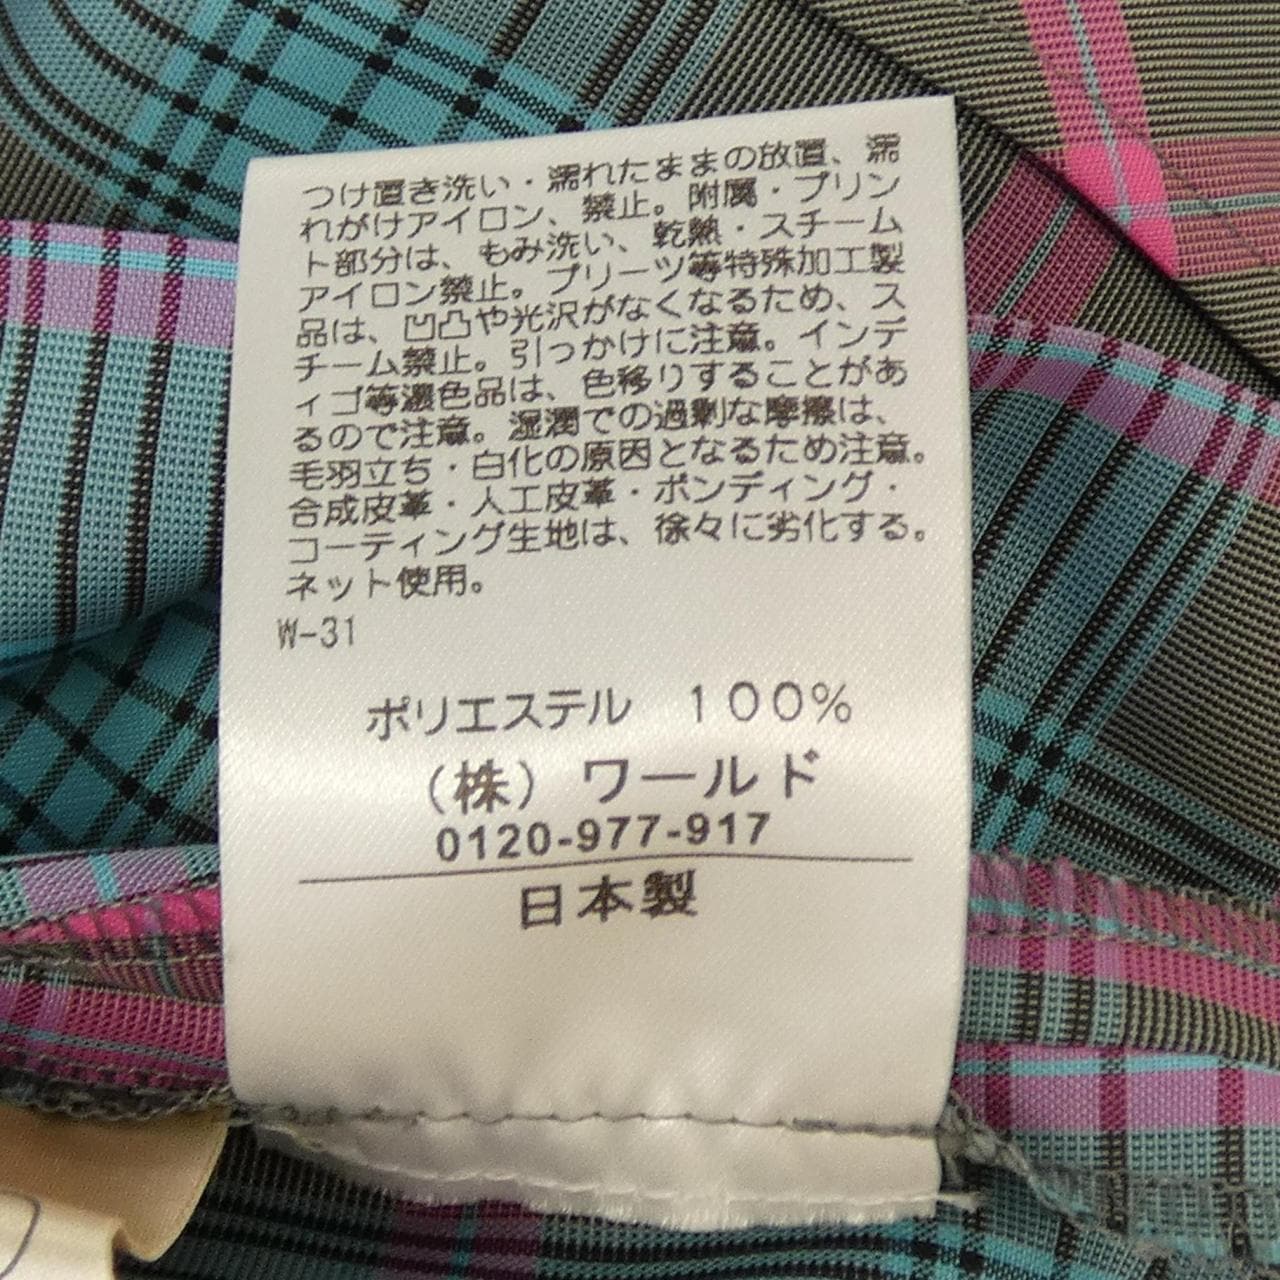 つけ置き洗い・濡れたままの放置、濡
れがけアイロン、禁止。附属・プリン
ト部分は、もみ洗い、乾熱・スチーム
アイロン禁止。プリーツ等特殊加工製
品は、凹凸や光沢がなくなるため、ス
チーム禁止。引っかけに注意。インデ
ィゴ等濃色品は、色移りすることがあ
るので注意。湿潤での過剰な摩擦は、
毛羽立ち・白化の原因となるため注意。
合成皮革・人工皮革・ボンディング・
コーティング生地は、徐々に劣化する。
ネット使用。
W-31
ポリエステル 100%
(株) ワールド
0120-977-917
日本製